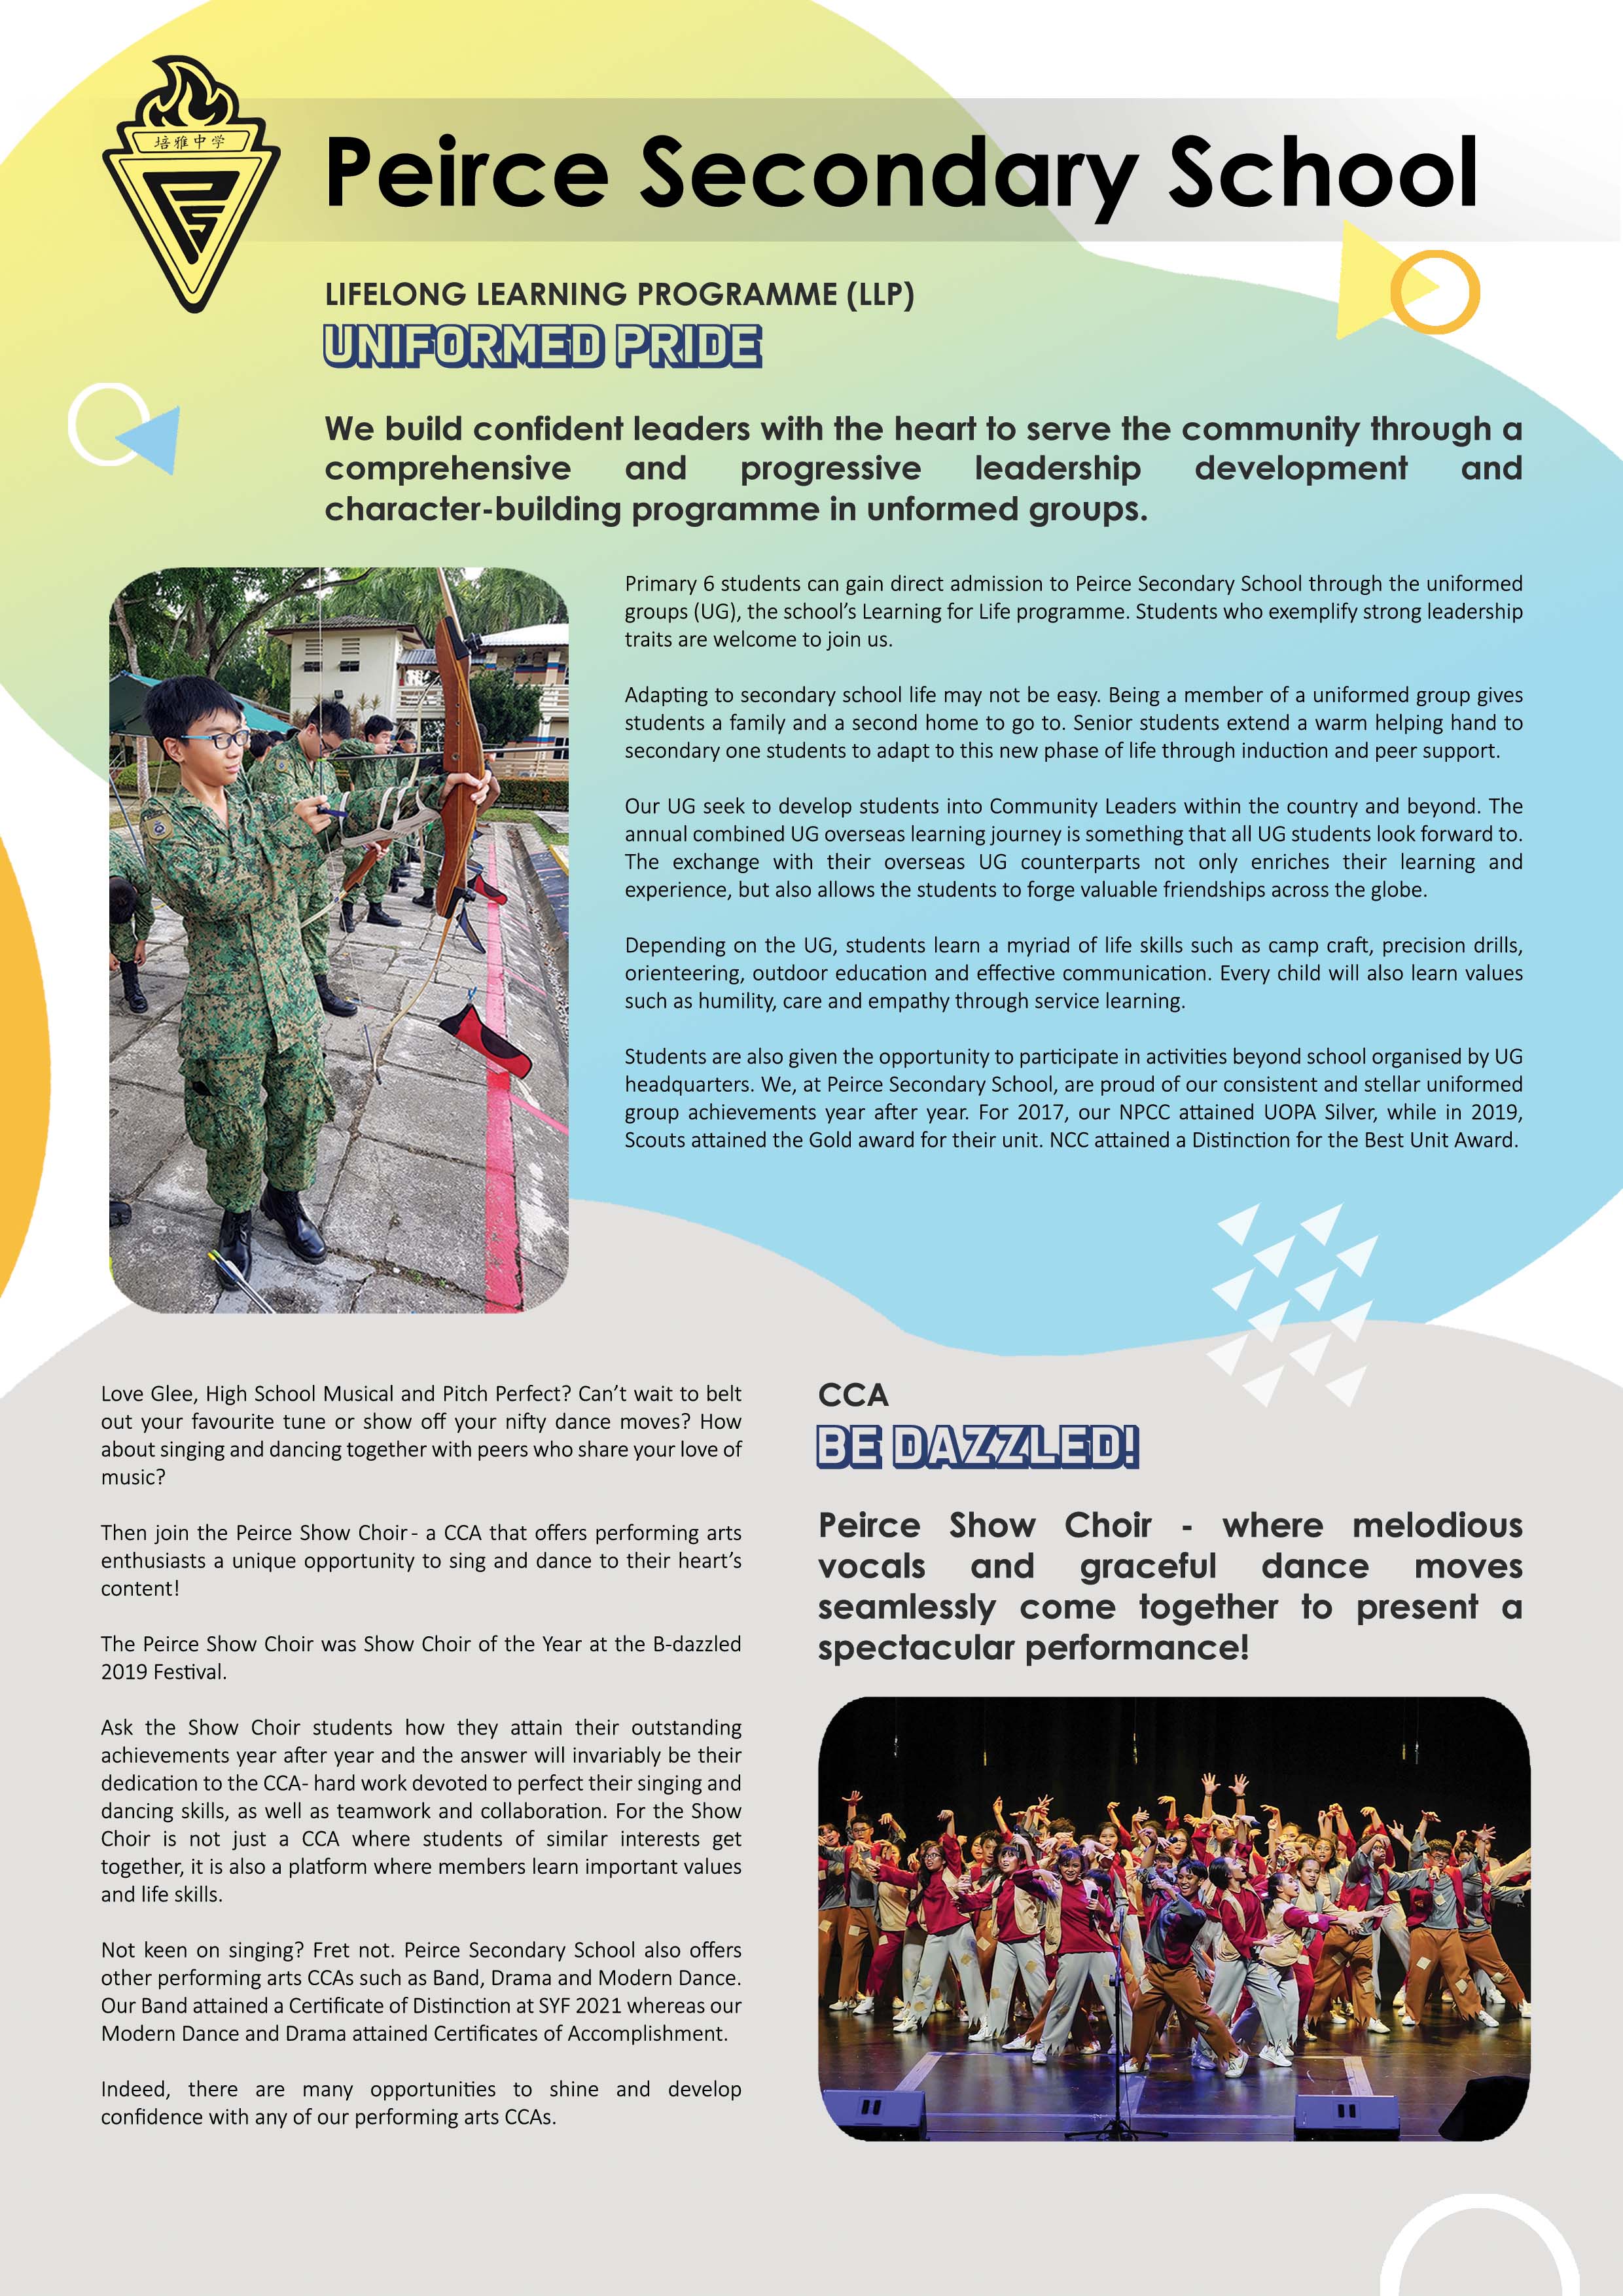 培雅中学
Peirce Secondary School
LIFELONG LEARNING PROGRAMME (LLP)
UNIFORMED PRIDE
We build confident leaders with the heart to serve the community through a
comprehensive and progressive leadership development and
character-building programme in unformed groups.
Primary 6 students can gain direct admission to Peirce Secondary School through the uniformed
groups (UG), the school’s Learning for Life programme. Students who exemplify strong leadership
traits are welcome to join us.
Adapting to secondary school life may not be easy. Being a member of a uniformed group gives
students a family and a second home to go to. Senior students extend a warm helping hand to
secondary one students to adapt to this new phase of life through induction and peer support.
Our UG seek to develop students into Community Leaders within the country and beyond. The
annual combined UG overseas learning journey is something that all UG students look forward to.
The exchange with their overseas UG counterparts not only enriches their learning and
experience, but also allows the students to forge valuable friendships across the globe.
Depending on the UG, students learn a myriad of life skills such as camp craft, precision drills,
orienteering, outdoor education and effective communication. Every child will also learn values
such as humility, care and empathy through service learning.
Students are also given the opportunity to participate in activities beyond school organised by UG
headquarters. We, at Peirce Secondary School, are proud of our consistent and stellar uniformed
group achievements year after year. For 2017, our NPCC attained UOPA Silver, while in 2019,
Scouts attained the Gold award for their unit. NCC attained a Distinction for the Best Unit Award.
Love Glee, High School Musical and Pitch Perfect? Can’t wait to belt
out your favourite tune or show off your nifty dance moves? How
about singing and dancing together with peers who share your love of
music?
Then join the Peirce Show Choir - a CCA that offers performing arts
enthusiasts a unique opportunity to sing and dance to their heart’s
content!
The Peirce Show Choir was Show Choir of the Year at the B-dazzled
2019 Festival.
Ask the Show Choir students how they attain their outstanding
achievements year after year and the answer will invariably be their
dedication to the CCA- hard work devoted to perfect their singing and
dancing skills, as well as teamwork and collaboration. For the Show
Choir is not just a CCA where students of similar interests get
together, it is also a platform where members learn important values
and life skills.
Not keen on singing? Fret not. Peirce Secondary School also offers
other performing arts CCAs such as Band, Drama and Modern Dance.
Our Band attained a Certificate of Distinction at SYF 2021 whereas our
Modern Dance and Drama attained Certificates of Accomplishment.
Indeed, there are many opportunities to shine and develop
confidence with any of our performing arts CCAs.
CCA
BE DAZZLED!
Peirce Show Choir - where melodious
vocals and graceful dance moves
seamlessly come together to present a
spectacular performance!